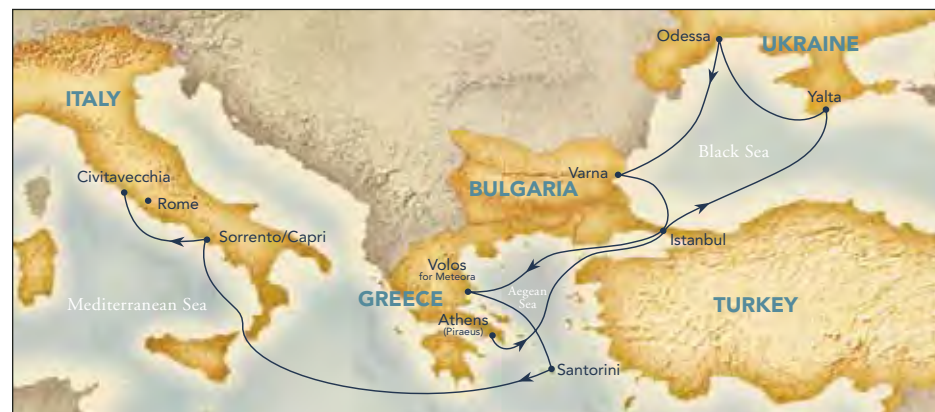 Odessa
UKRAINE
ITALY
Yalta
Black Sea
Civitavecchia
Varna
BULGARIA
Rome
Sorrento/Capri
Istanbul
Volos
for Meteora
Mediterranean Sea
GREECE
Aegean
Sea
TURKEY
Athens
(Piraeus)
Santorini